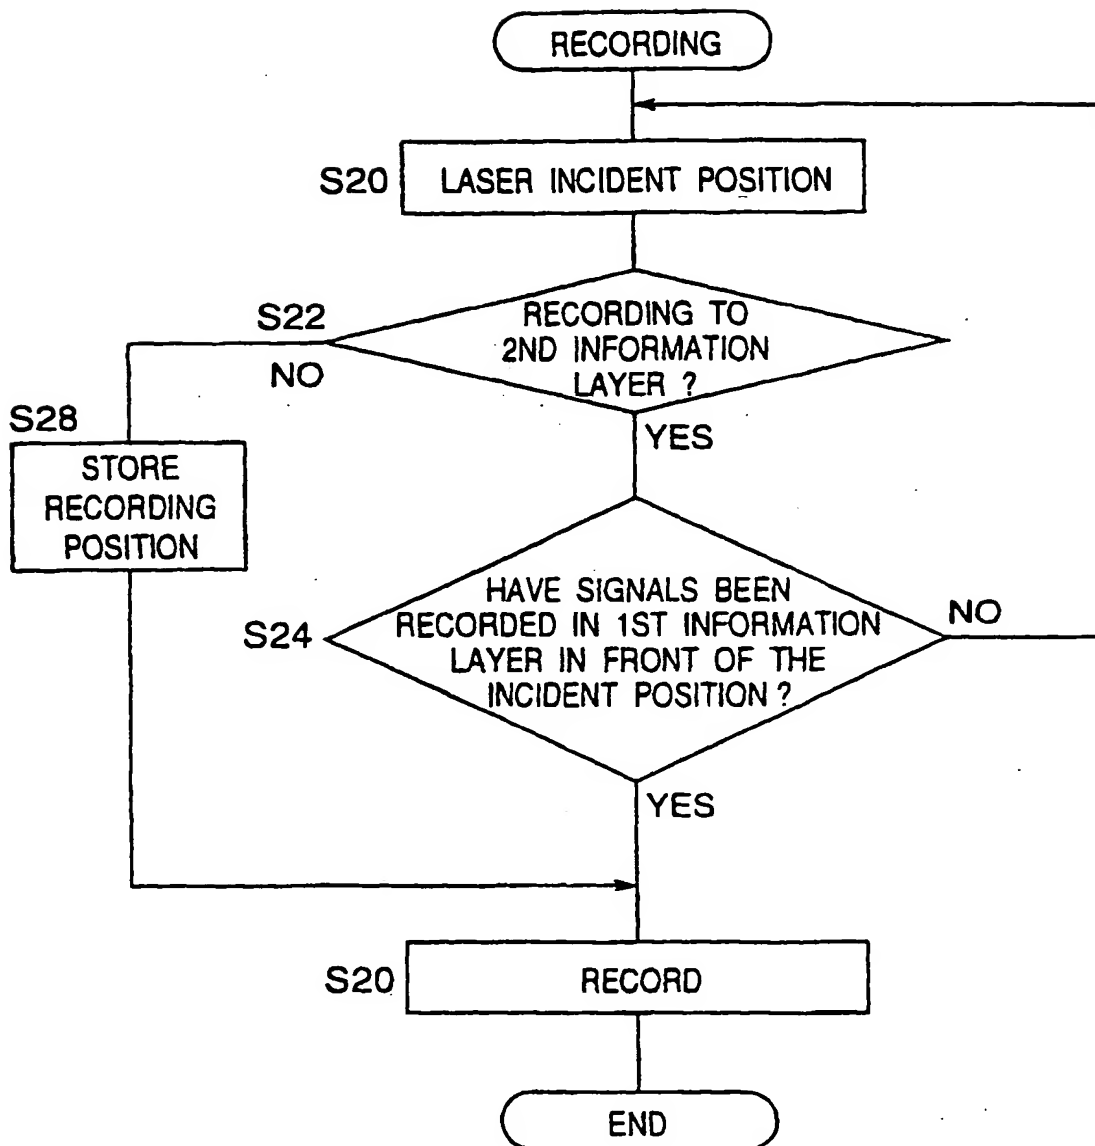 RECORDING
S20
LASER INCIDENT POSITION
S22
RECORDING TO
2ND INFORMATION
LAYER ?
NO
YES
S28
STORE
RECORDING
POSITION
S24
HAVE SIGNALS BEEN
RECORDED IN 1ST INFORMATION
LAYER IN FRONT OF THE
INCIDENT POSITION ?
NO
YES
S20
RECORD
END